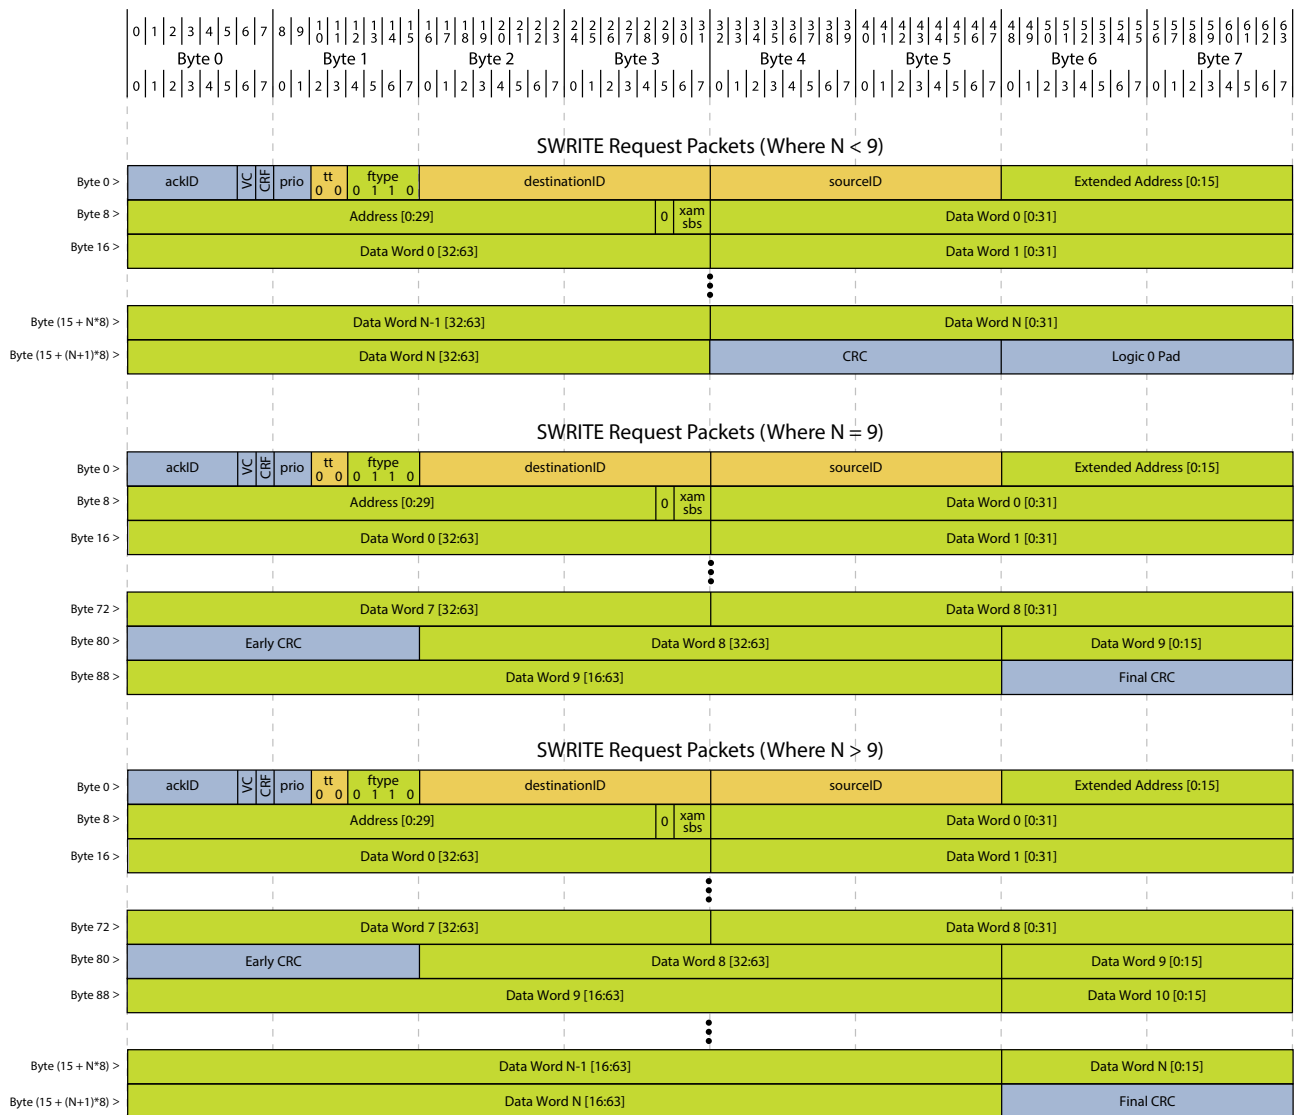 0 1 2 3 4 5 6 7 8 9 10 11 12 13 14 15 16 17 18 19 20 21 22 23 24 25 26 27 28 29 30 31 32 33 34 35 36 37 38 39 40 41 42 43 44 45 46 47 48 49 50 51 52 53 54 55 56 57 58 59 60 61 62 63
Byte 0 Byte 1 Byte 2 Byte 3 Byte 4 Byte 5 Byte 6 Byte 7
0 1 2 3 4 5 6 7 0 1 2 3 4 5 6 7 0 1 2 3 4 5 6 7 0 1 2 3 4 5 6 7 0 1 2 3 4 5 6 7 0 1 2 3 4 5 6 7 0 1 2 3 4 5 6 7 0 1 2 3 4 5 6 7
SWRITE Request Packets (Where N < 9)
Byte 0 > ackID VC CRF prio tt 0 0 ftype 0 1 1 0 destinationID sourceID Extended Address [0:15]
Byte 8 > Address [0:29] 0 xam sbs Data Word 0 [0:31]
Byte 16 > Data Word 0 [32:63] Data Word 1 [0:31]
Byte (15 + N*8) > Data Word N-1 [32:63] Data Word N [0:31]
Byte (15 + (N+1)*8) > Data Word N [32:63] CRC Logic 0 Pad
SWRITE Request Packets (Where N = 9)
Byte 0 > ackID VC CRF prio tt 0 0 ftype 0 1 1 0 destinationID sourceID Extended Address [0:15]
Byte 8 > Address [0:29] 0 xam sbs Data Word 0 [0:31]
Byte 16 > Data Word 0 [32:63] Data Word 1 [0:31]
Byte 72 > Data Word 7 [32:63] Data Word 8 [0:31]
Byte 80 > Early CRC Data Word 8 [32:63] Data Word 9 [0:15]
Byte 88 > Data Word 9 [16:63] Final CRC
SWRITE Request Packets (Where N > 9)
Byte 0 > ackID VC CRF prio tt 0 0 ftype 0 1 1 0 destinationID sourceID Extended Address [0:15]
Byte 8 > Address [0:29] 0 xam sbs Data Word 0 [0:31]
Byte 16 > Data Word 0 [32:63] Data Word 1 [0:31]
Byte 72 > Data Word 7 [32:63] Data Word 8 [0:31]
Byte 80 > Early CRC Data Word 8 [32:63] Data Word 9 [0:15]
Byte 88 > Data Word 9 [16:63] Data Word 10 [0:15]
Byte (15 + N*8) > Data Word N-1 [16:63] Data Word N [0:15]
Byte (15 + (N+1)*8) > Data Word N [16:63] Final CRC